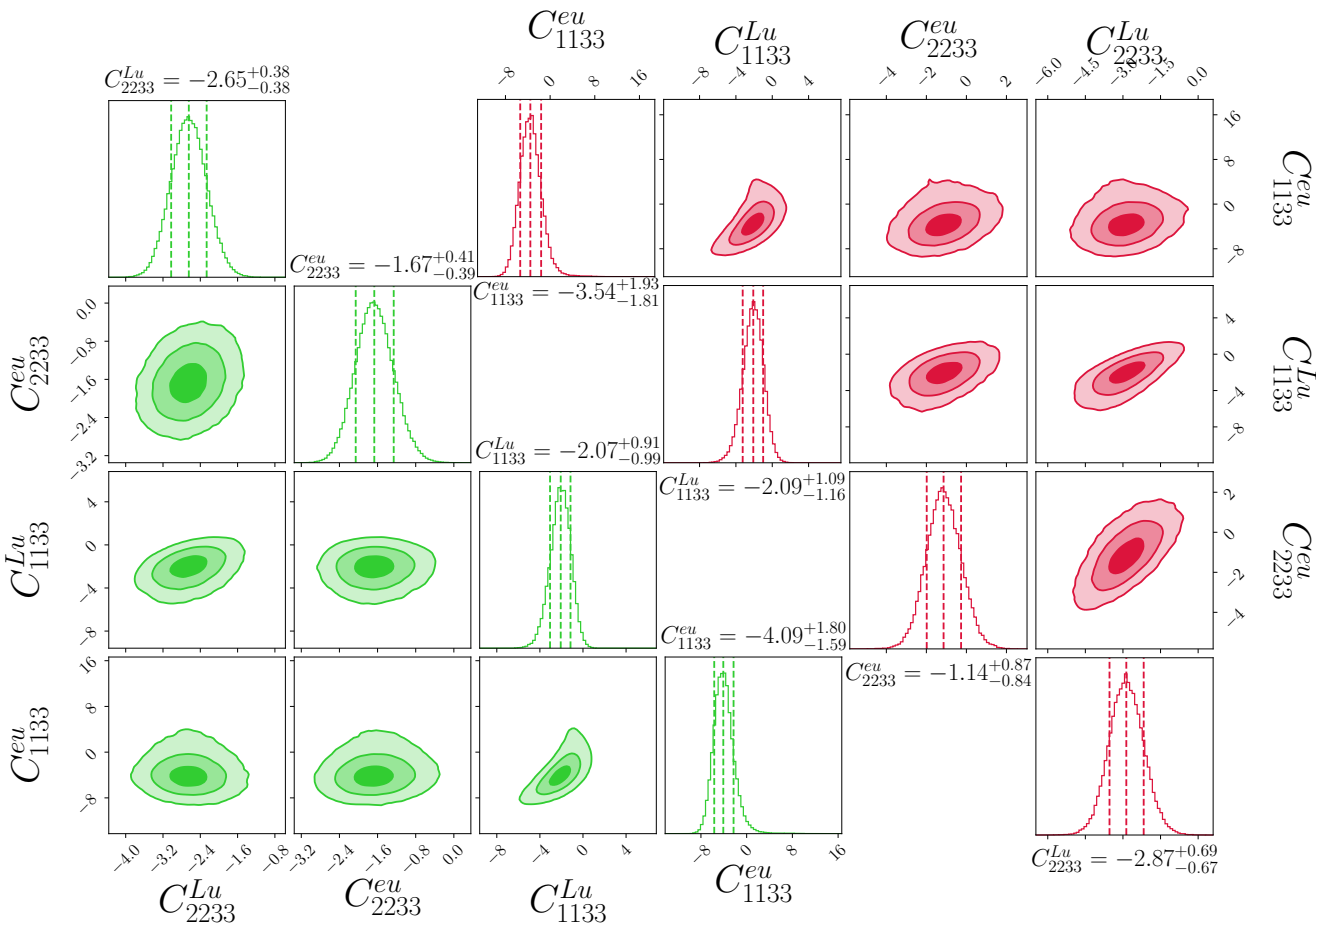 C^{eu}_{1133} C^{Lu}_{1133} C^{eu}_{2233} C^{Lu}_{2233}
−8 0 8 16 −8 −4 0 4 −4 −2 0 2 −6.0 −4.5 −3.0 −1.5 0.0
C^{Lu}_{2233} = −2.65^{+0.38}_{−0.38}
16 8 0 −8
C^{eu}_{1133}
C^{eu}_{2233} = −1.67^{+0.41}_{−0.39}
C^{eu}_{1133} = −3.54^{+1.93}_{−1.81}
C^{eu}_{2233}
0.0 −0.8 −1.6 −2.4 −3.2
4 0 −4 −8
C^{Lu}_{1133}
C^{Lu}_{1133} = −2.07^{+0.91}_{−0.99}
C^{Lu}_{1133} = −2.09^{+1.09}_{−1.16}
C^{Lu}_{1133}
4 0 −4 −8
2 0 −2 −4
C^{eu}_{2233}
C^{eu}_{1133} = −4.09^{+1.80}_{−1.59}
C^{eu}_{2233} = −1.14^{+0.87}_{−0.84}
C^{eu}_{1133}
16 8 0 −8
−4.0 −3.2 −2.4 −1.6 −0.8 −3.2 −2.4 −1.6 −0.8 0.0 −8 −4 0 4 −8 0 8 16
C^{Lu}_{2233} = −2.87^{+0.69}_{−0.67}
C^{Lu}_{2233} C^{eu}_{2233} C^{Lu}_{1133} C^{eu}_{1133}